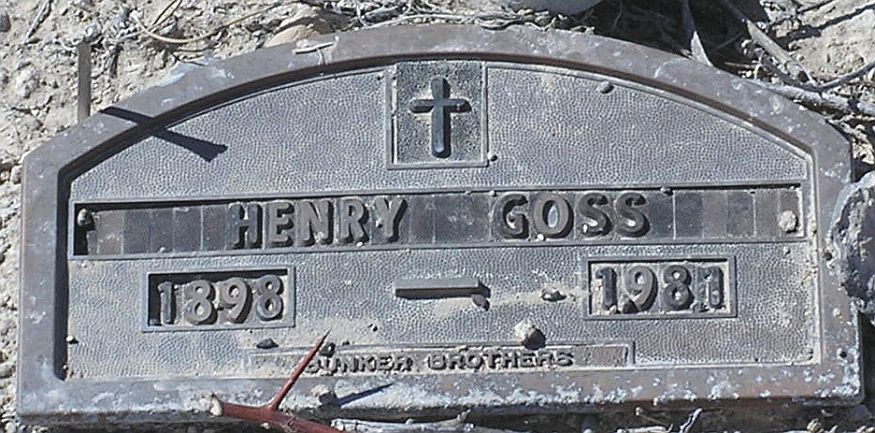 HENRY GOSS
1898 — 1981
BUNKER BROTHERS